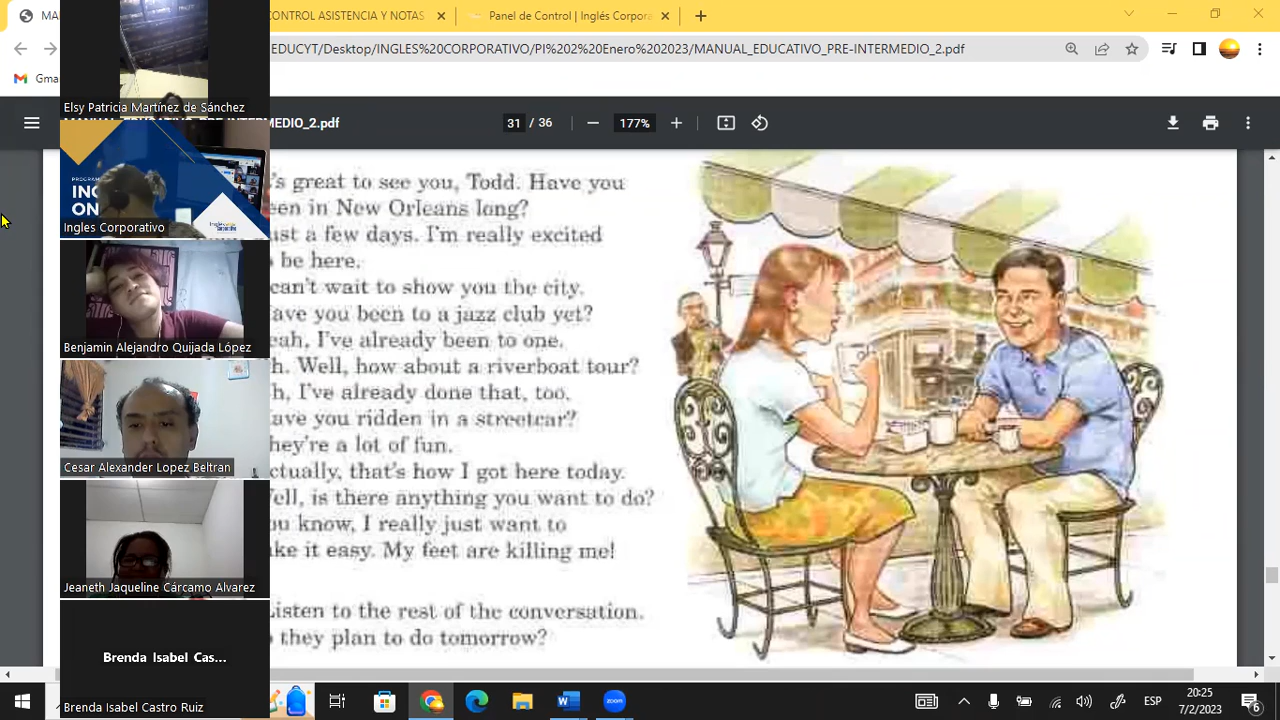 MA
CONTROL ASISTENCIA Y NOTAS
Panel de Control | Inglés Corpora
EDUCYT/Desktop/INGLES%20CORPORATIVO/PI%202%20Enero%202023/MANUAL_EDUCATIVO_PRE-INTERMEDIO_2.pdf
Gma
MEDIO_2.pdf
31 / 36
177%
Elsy Patricia Martínez de Sánchez
Ingles Corporativo
Benjamin Alejandro Quijada López
Cesar Alexander Lopez Beltran
Jeaneth Jaqueline Cárcamo Alvarez
Brenda Isabel Cas...
Brenda Isabel Castro Ruiz
's great to see you, Todd. Have you
een in New Orleans long?
ust a few days. I'm really excited
be here.
can't wait to show you the city.
ave you been to a jazz club yet?
eah, I've already been to one.
h. Well, how about a riverboat tour?
h, I've already done that, too.
ave you ridden in a streetcar?
hey're a lot of fun.
ctually, that's how I got here today.
ell, is there anything you want to do?
ou know, I really just want to
ke it easy. My feet are killing me!
Listen to the rest of the conversation.
they plan to do tomorrow?
ESP
20:25
7/2/2023
6